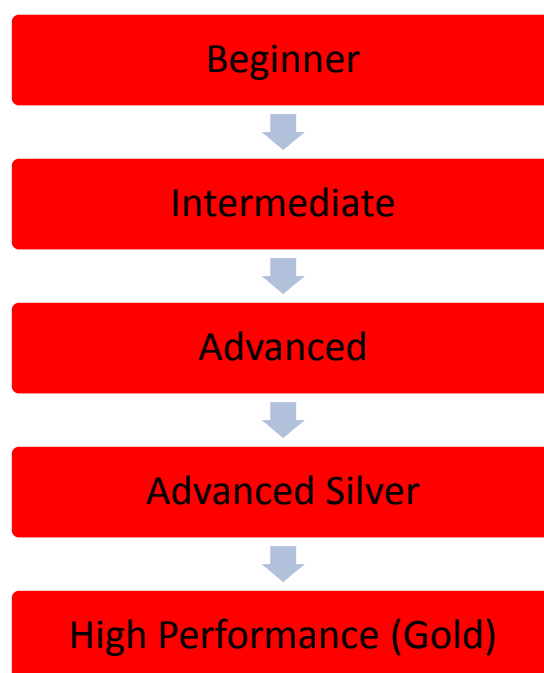 Beginner
Intermediate
Advanced
Advanced Silver
High Performance (Gold)